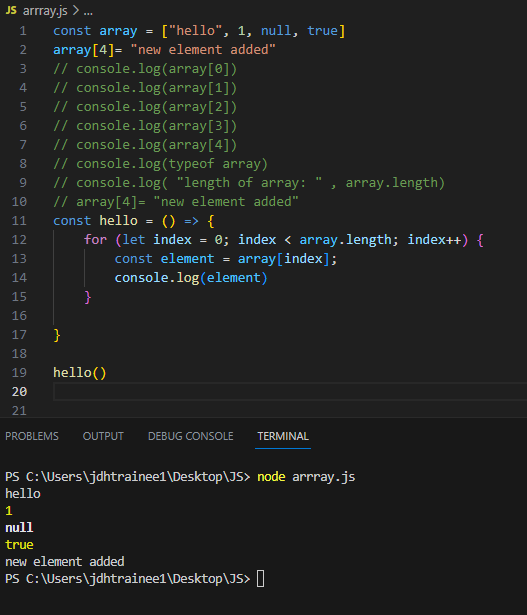 JS arrray.js > ...
1 const array = ["hello", 1, null, true]
2 array[4]= "new element added"
3 // console.log(array[0])
4 // console.log(array[1])
5 // console.log(array[2])
6 // console.log(array[3])
7 // console.log(array[4])
8 // console.log(typeof array)
9 // console.log( "length of array: " , array.length)
10 // array[4]= "new element added"
11 const hello = () => {
12     for (let index = 0; index < array.length; index++) {
13         const element = array[index];
14         console.log(element)
15     }
16
17 }
18
19 hello()
20
21
PROBLEMS OUTPUT DEBUG CONSOLE TERMINAL
PS C:\Users\jdhtrainee1\Desktop\JS> node arrray.js
hello
1
null
true
new element added
PS C:\Users\jdhtrainee1\Desktop\JS>